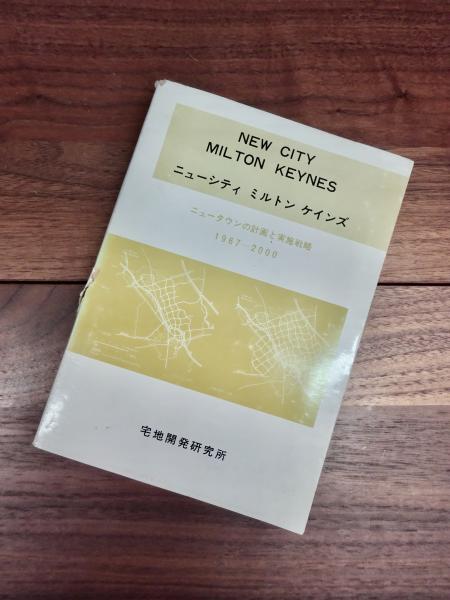 NEW CITY
MILTON KEYNES
ニューシティ ミルトン ケインズ
ニュータウンの計画と実施戦略
1967—2000
宅地開発研究所